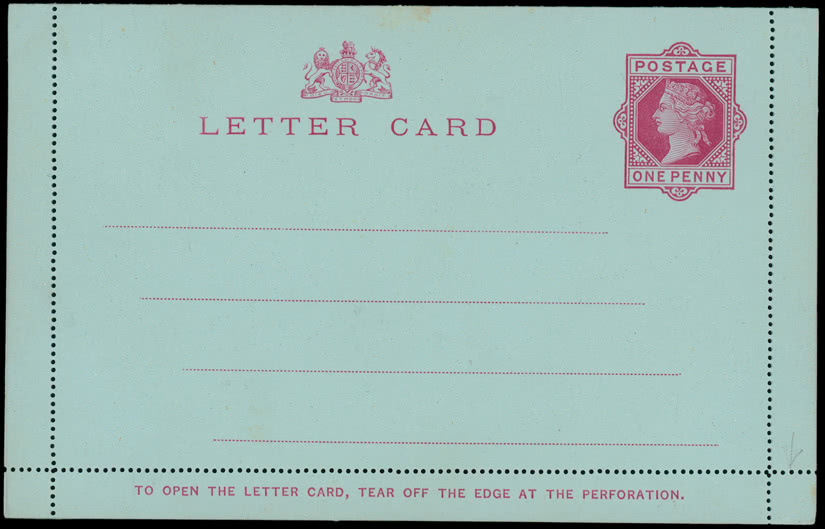 LETTER CARD
POSTAGE
ONE PENNY
TO OPEN THE LETTER CARD, TEAR OFF THE EDGE AT THE PERFORATION.